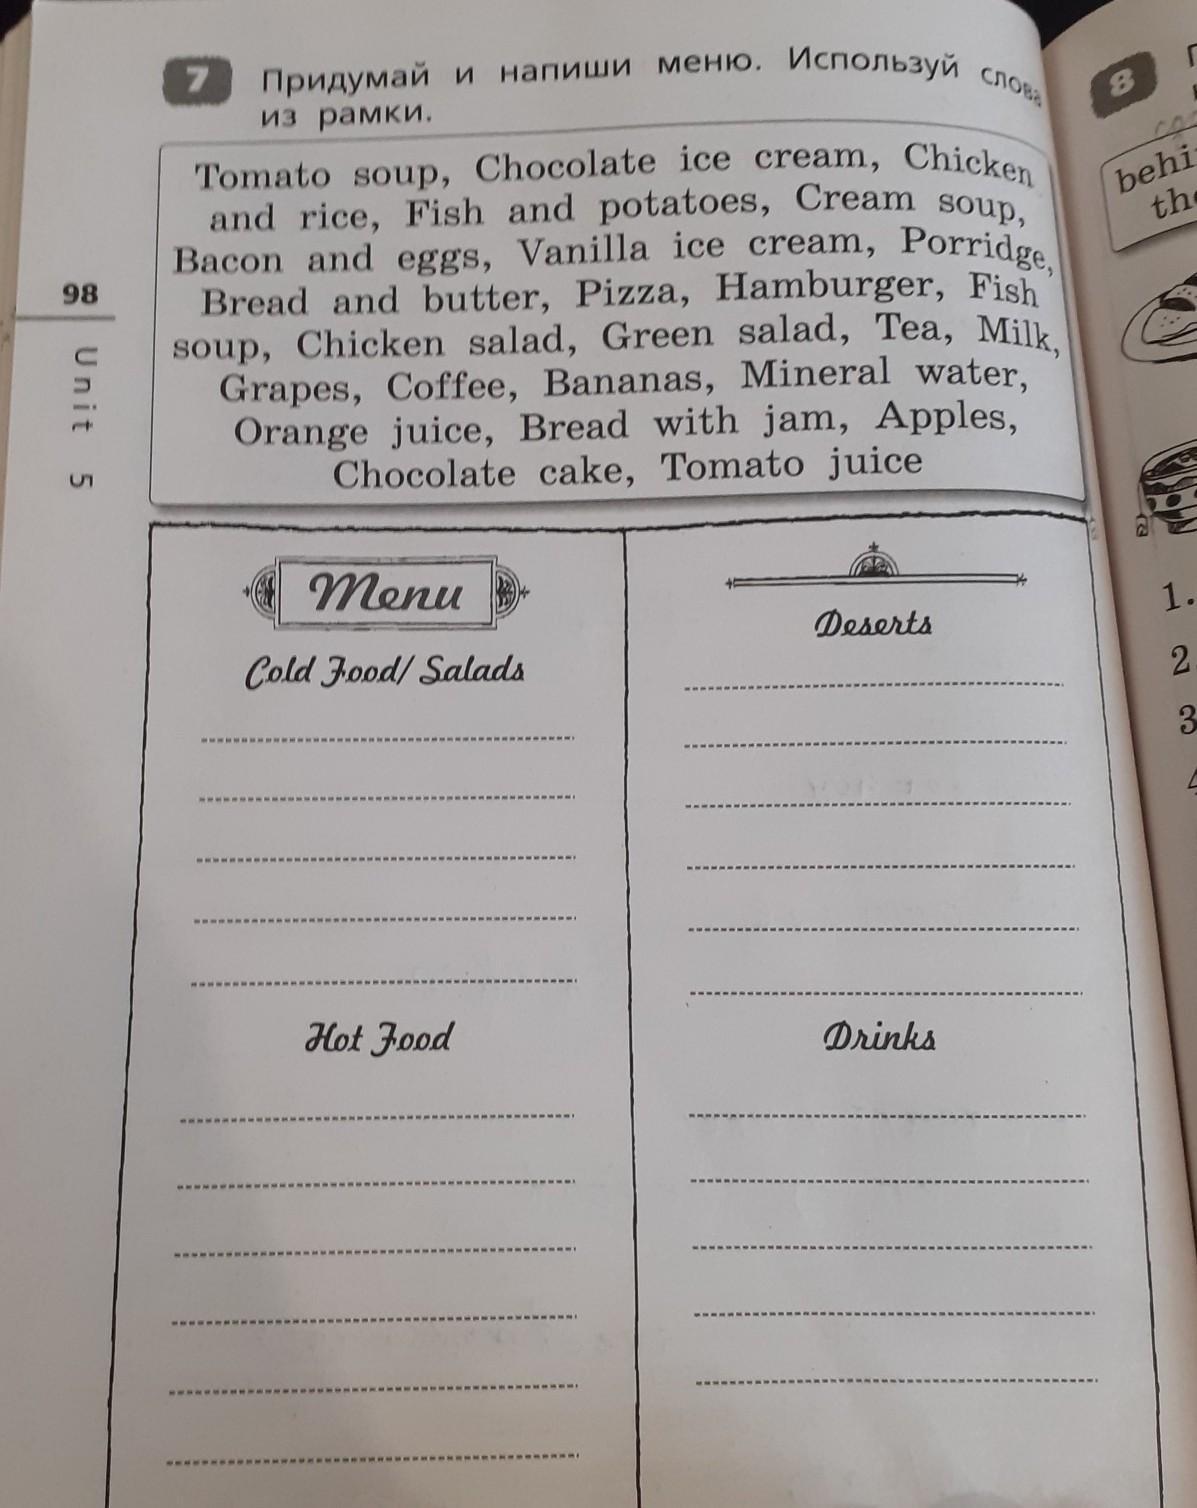 7 Придумай и напиши меню. Используй слова
из рамки.
Tomato soup, Chocolate ice cream, Chicken
and rice, Fish and potatoes, Cream soup,
Bacon and eggs, Vanilla ice cream, Porridge,
Bread and butter, Pizza, Hamburger, Fish
soup, Chicken salad, Green salad, Tea, Milk,
Grapes, Coffee, Bananas, Mineral water,
Orange juice, Bread with jam, Apples,
Chocolate cake, Tomato juice
98
Unit 5
Menu
Cold Food/ Salads
Hot Food
Deserts
Drinks
8
1.
2
3